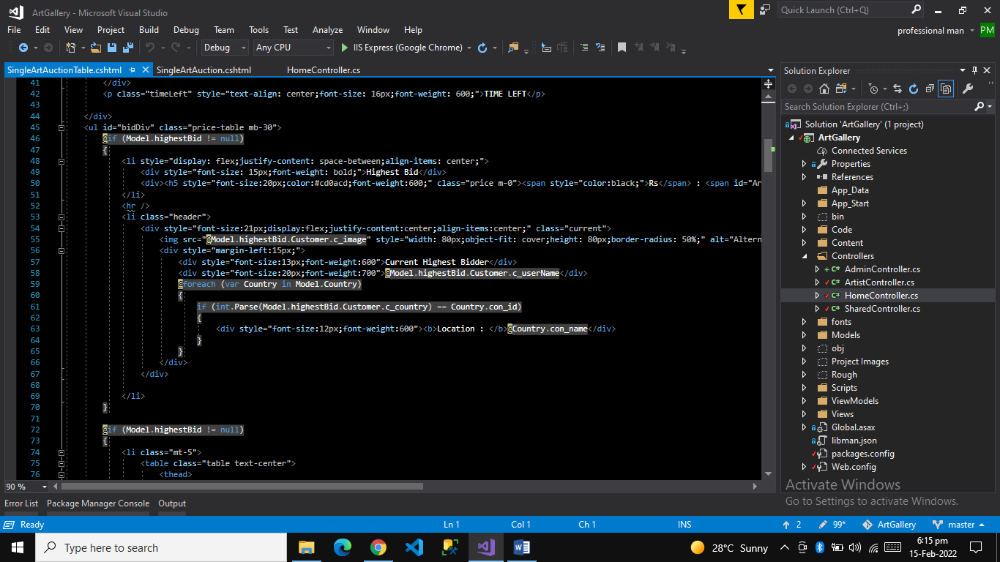 ArtGallery - Microsoft Visual Studio
Quick Launch (Ctrl+Q)
File Edit View Project Build Debug Team Tools Test Analyze Window Help
professional man PM
Debug Any CPU IIS Express (Google Chrome)
SingleArtAuctionTable.cshtml SingleArtAuction.cshtml HomeController.cs
41 </div>
42 <p class="timeLeft" style="text-align: center;font-size: 16px;font-weight: 600;">TIME LEFT</p>
43
44 </div>
45 <ul id="bidDiv" class="price-table mb-30">
46 @if (Model.highestBid != null)
47 {
48 <li style="display: flex;justify-content: space-between;align-items: center;">
49 <div style="font-size: 15px;font-weight: bold;">Highest Bid</div>
50 <div><h5 style="font-size:20px;color:#cd0acd;font-weight:600;" class="price m-0"><span style="color:black;">Rs</span> : <span id="Ar
51 </li>
52 <hr />
53 <li class="header">
54 <div style="font-size:21px;display:flex;justify-content:center;align-items:center;" class="current">
55 <img src="@Model.highestBid.Customer.c_image" style="width: 80px;object-fit: cover;height: 80px;border-radius: 50%;" alt="Altern
56 <div style="margin-left:15px;">
57 <div style="font-size:13px;font-weight:600">Current Highest Bidder</div>
58 <div style="font-size:20px;font-weight:700">@Model.highestBid.Customer.c_userName</div>
59 @foreach (var Country in Model.Country)
60 {
61 if (int.Parse(Model.highestBid.Customer.c_country) == Country.con_id)
62 {
63 <div style="font-size:12px;font-weight:600"><b>Location : </b>@Country.con_name</div>
64 }
65 }
66 </div>
67 </div>
68
69 </li>
70 }
71
72 @if (Model.highestBid != null)
73 {
74 <li class="mt-5">
75 <table class="table text-center">
76 <thead>
90 %
Solution Explorer
Search Solution Explorer (Ctrl+;)
Solution 'ArtGallery' (1 project)
ArtGallery
Connected Services
Properties
References
App_Data
App_Start
bin
Code
Content
Controllers
C# AdminController.cs
C# ArtistController.cs
C# HomeController.cs
C# SharedController.cs
fonts
Models
obj
Project Images
Rough
Scripts
ViewModels
Views
Global.asax
libman.json
packages.config
Web.config
Activate Windows
Go to Settings to activate Windows.
Error List Package Manager Console Output
Ready Ln 1 Col 1 Ch 1 INS 2 99* ArtGallery master
Type here to search
28°C Sunny
6:15 pm
15-Feb-2022